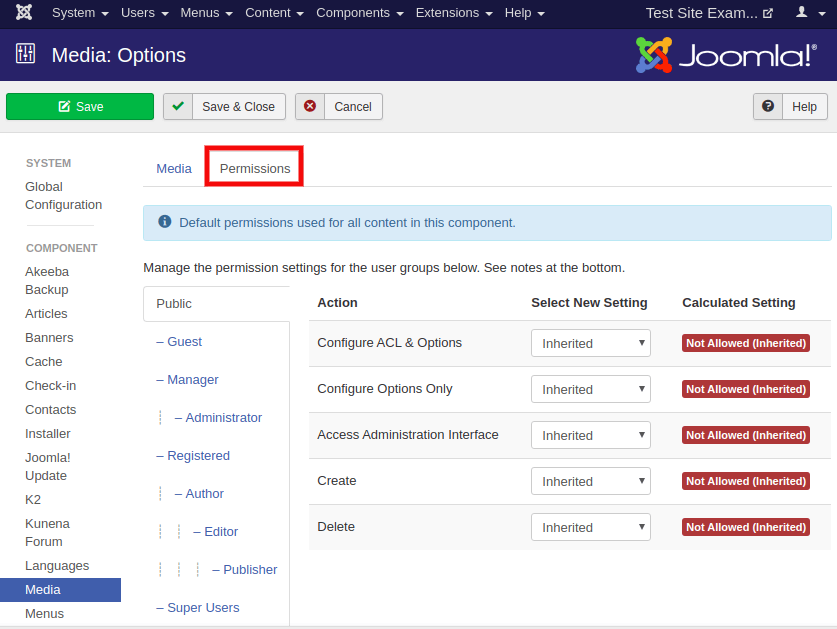 System Users Menus Content Components Extensions Help Test Site Exam...
Media: Options
Joomla!®
Save Save & Close Cancel Help
SYSTEM
Global
Configuration
COMPONENT
Akeeba
Backup
Articles
Banners
Cache
Check-in
Contacts
Installer
Joomla!
Update
K2
Kunena
Forum
Languages
Media
Menus
Media Permissions
Default permissions used for all content in this component.
Manage the permission settings for the user groups below. See notes at the bottom.
Public
– Guest
– Manager
┊ – Administrator
– Registered
┊ – Author
┊ ┊ – Editor
┊ ┊ ┊ – Publisher
– Super Users
Action Select New Setting Calculated Setting
Configure ACL & Options Inherited Not Allowed (Inherited)
Configure Options Only Inherited Not Allowed (Inherited)
Access Administration Interface Inherited Not Allowed (Inherited)
Create Inherited Not Allowed (Inherited)
Delete Inherited Not Allowed (Inherited)